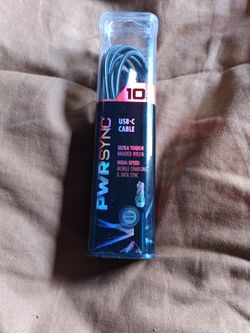 10
USB-C
CABLE
ULTRA TOUGH
BRAIDED NYLON
HIGH-SPEED
MOBILE CHARGING
& DATA SYNC
PWRSYNC